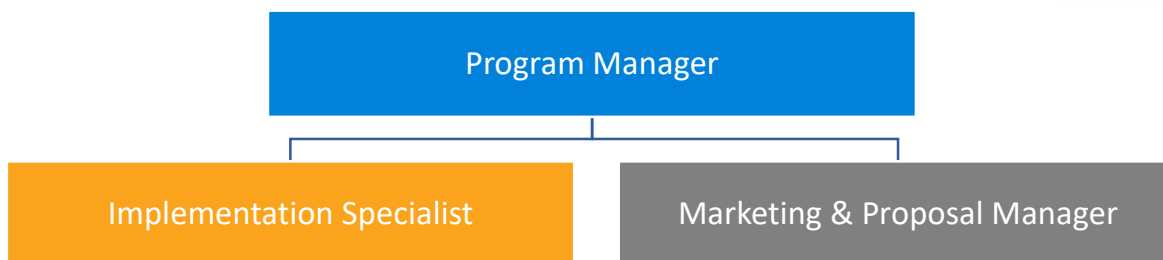 Program Manager
Implementation Specialist
Marketing & Proposal Manager